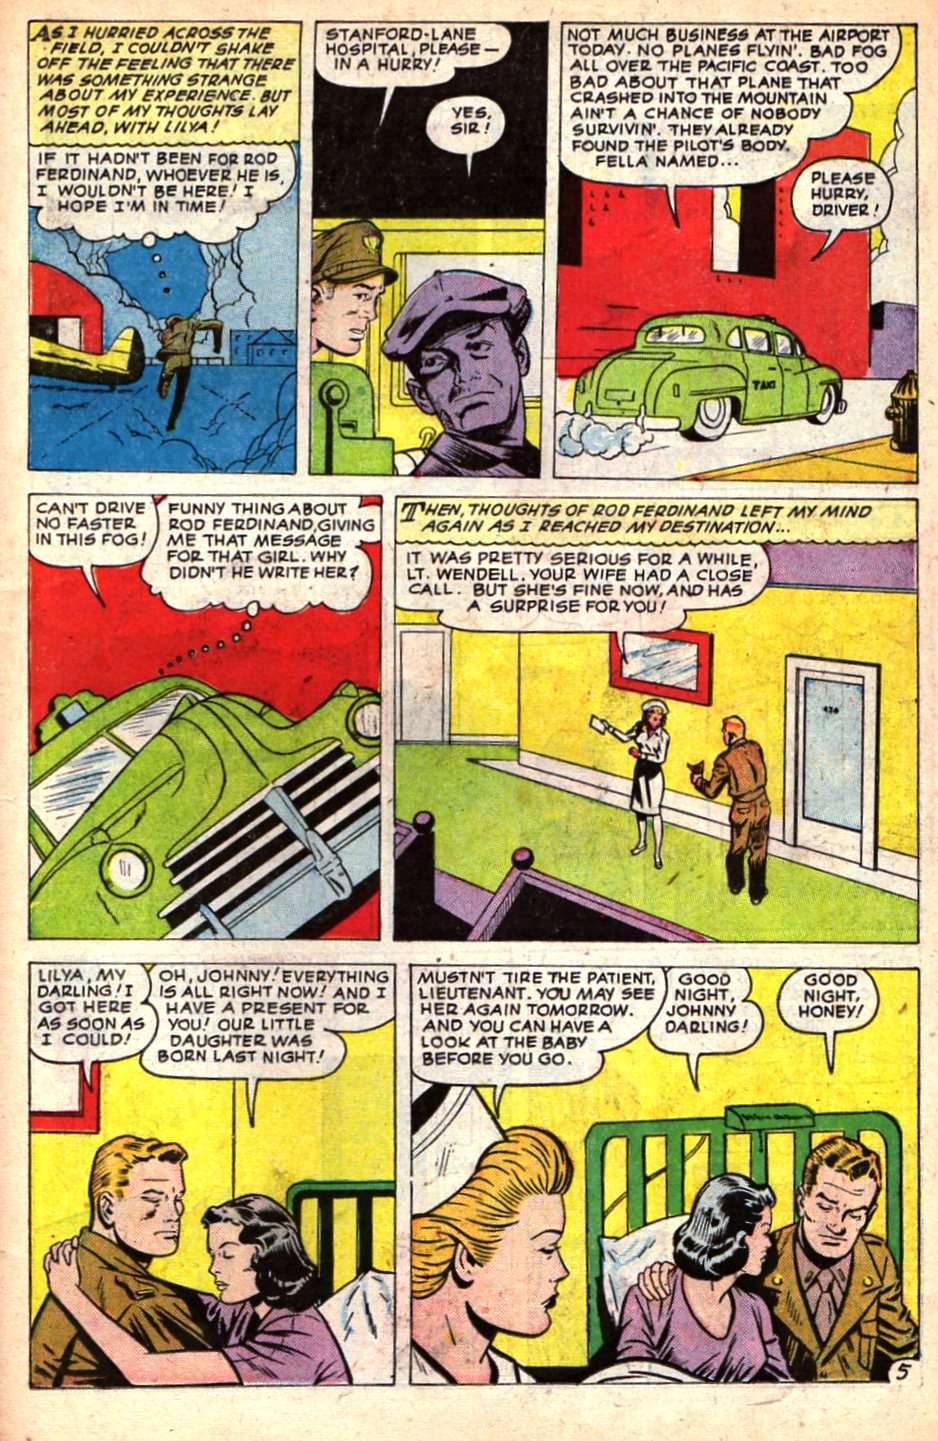 AS I HURRIED ACROSS THE
FIELD, I COULDN'T SHAKE
OFF THE FEELING THAT THERE
WAS SOMETHING STRANGE
ABOUT MY EXPERIENCE. BUT
MOST OF MY THOUGHTS LAY
AHEAD, WITH LILYA!
IF IT HADN'T BEEN FOR ROD
FERDINAND, WHOEVER HE IS,
I WOULDN'T BE HERE! I
HOPE I'M IN TIME!
STANFORD-LANE
HOSPITAL, PLEASE—
IN A HURRY!
YES,
SIR!
NOT MUCH BUSINESS AT THE AIRPORT
TODAY. NO PLANES FLYIN'. BAD FOG
ALL OVER THE PACIFIC COAST. TOO
BAD ABOUT THAT PLANE THAT
CRASHED INTO THE MOUNTAIN
AIN'T A CHANCE OF NOBODY
SURVIVIN'. THEY ALREADY
FOUND THE PILOT'S BODY.
FELLA NAMED...
PLEASE
HURRY,
DRIVER!
TAXI
CAN'T DRIVE
NO FASTER
IN THIS FOG!
FUNNY THING ABOUT
ROD FERDINAND, GIVING
ME THAT MESSAGE
FOR THAT GIRL. WHY
DIDN'T HE WRITE HER?
THEN, THOUGHTS OF ROD FERDINAND LEFT MY MIND
AGAIN AS I REACHED MY DESTINATION...
IT WAS PRETTY SERIOUS FOR A WHILE,
LT. WENDELL. YOUR WIFE HAD A CLOSE
CALL. BUT SHE'S FINE NOW, AND HAS
A SURPRISE FOR YOU!
LILYA, MY
DARLING! I
GOT HERE
AS SOON AS
I COULD!
OH, JOHNNY! EVERYTHING
IS ALL RIGHT NOW! AND I
HAVE A PRESENT FOR
YOU! OUR LITTLE
DAUGHTER WAS
BORN LAST NIGHT!
MUSTN'T TIRE THE PATIENT,
LIEUTENANT. YOU MAY SEE
HER AGAIN TOMORROW.
AND YOU CAN HAVE A
LOOK AT THE BABY
BEFORE YOU GO.
GOOD
NIGHT,
JOHNNY
DARLING!
GOOD
NIGHT,
HONEY!
5